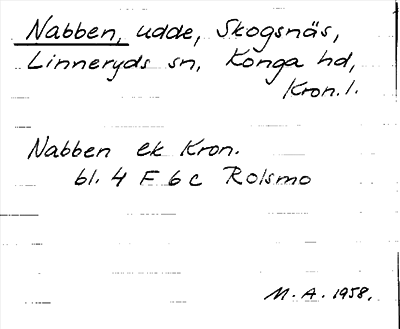 Nabben, udde, Skogsnäs,
Linneryds sn, Konga hd,
Kron. l.
Nabben ek Kron.
bl. 4 F 6 c Rolsmo
M. A. 1958.